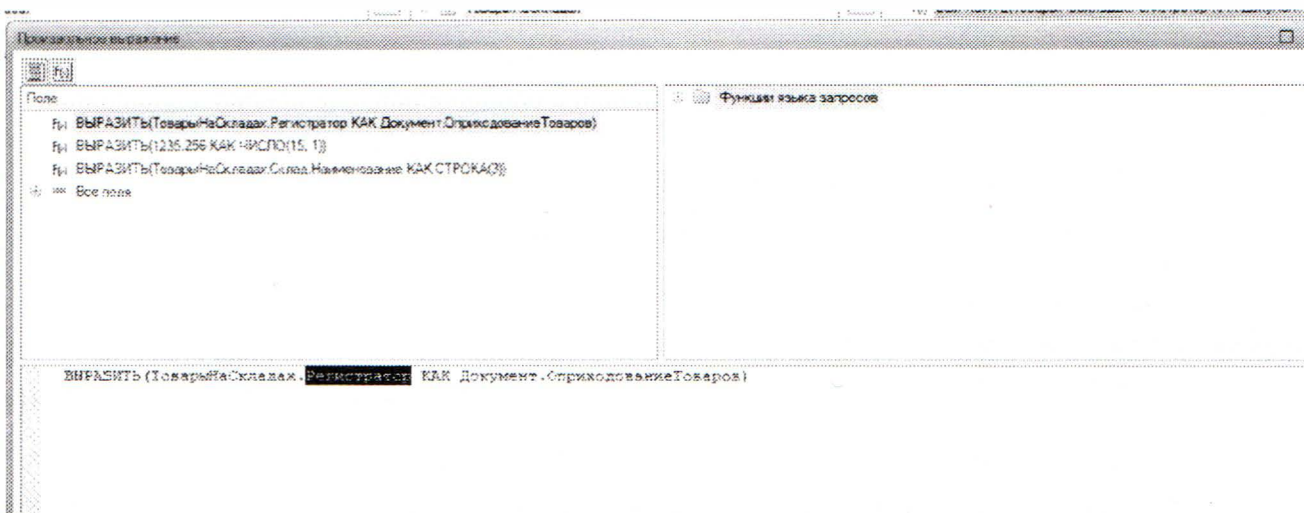 Произвольное выражение
f(x)
Поле
Функции языка запросов
f(x) ВЫРАЗИТЬ(ТоварыНаСкладах.Регистратор КАК Документ.ОприходованиеТоваров)
f(x) ВЫРАЗИТЬ(1235.256 КАК ЧИСЛО(15, 1))
f(x) ВЫРАЗИТЬ(ТоварыНаСкладах.Склад.Наименование КАК СТРОКА(3))
Все поля
ВЫРАЗИТЬ(ТоварыНаСкладах.Регистратор КАК Документ.ОприходованиеТоваров)